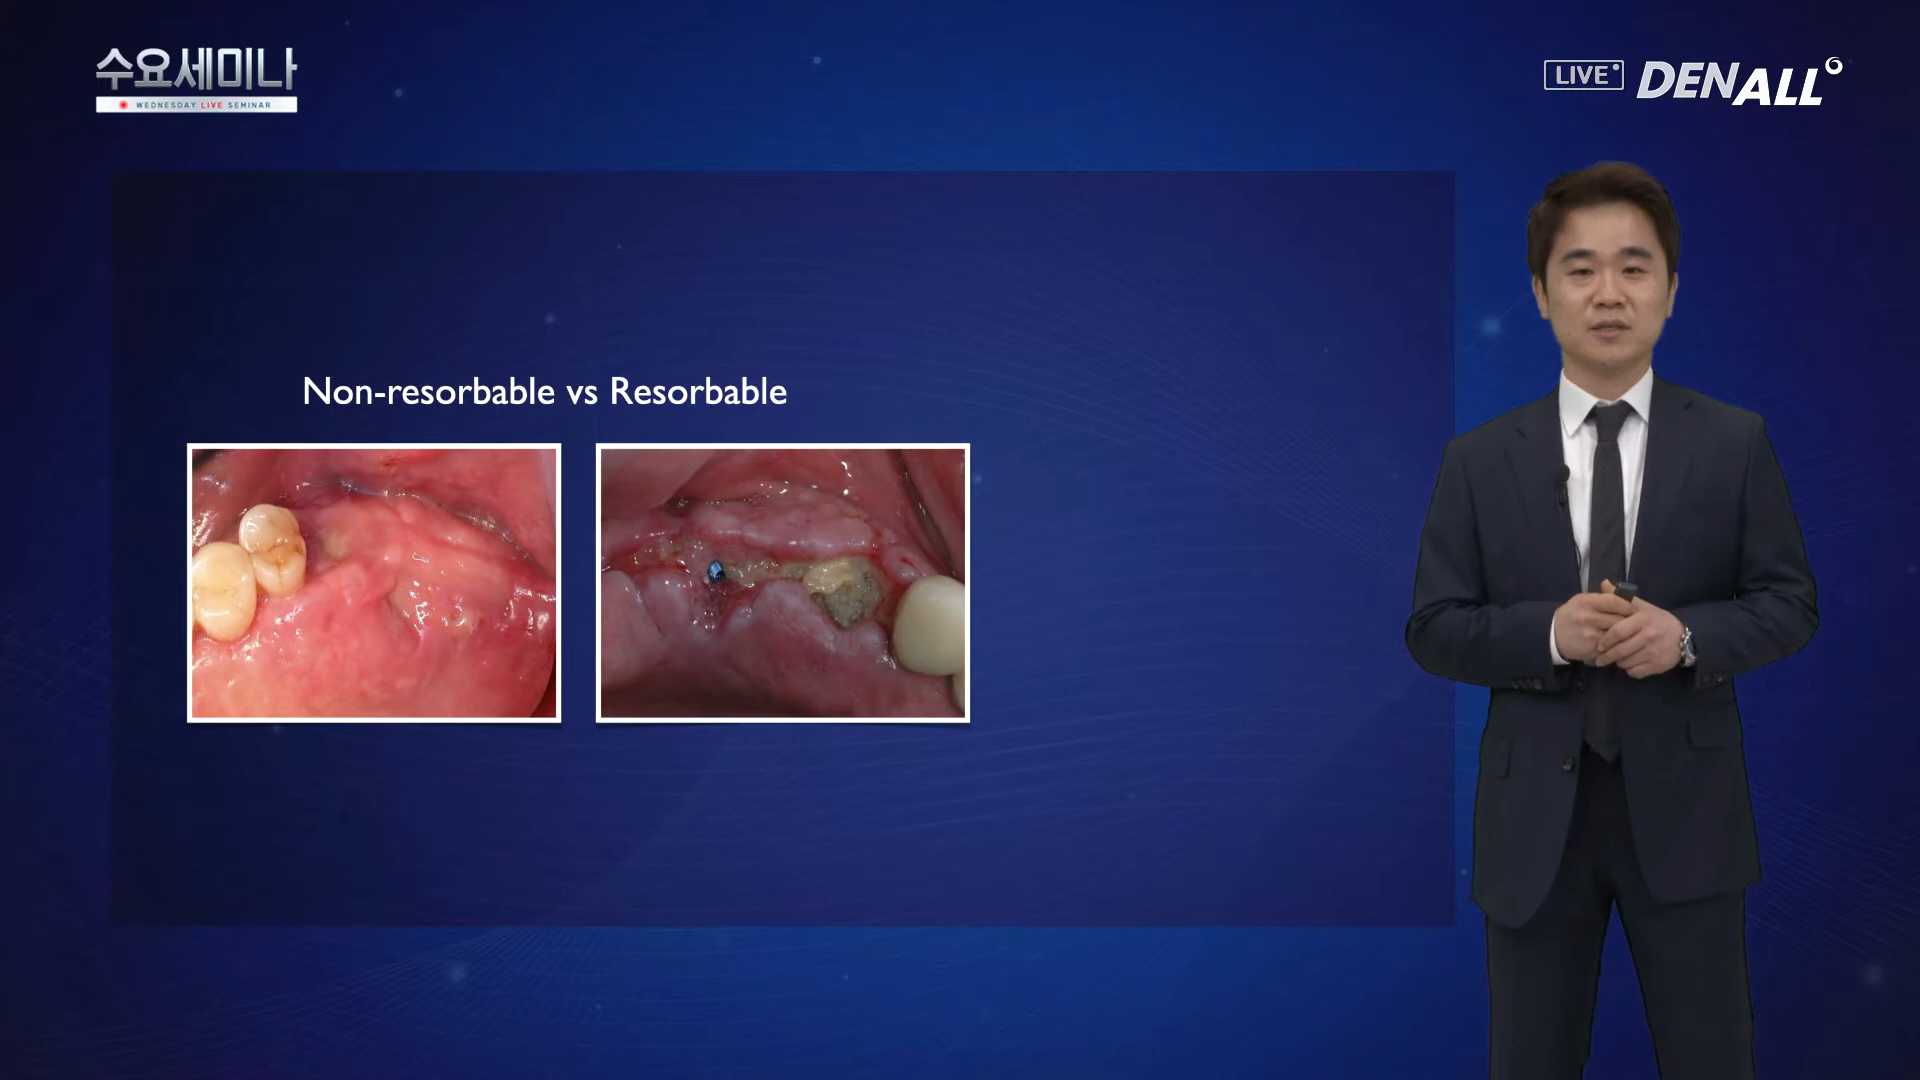 수요세미나
WEDNESDAY LIVE SEMINAR
LIVE
DENALL
Non-resorbable vs Resorbable